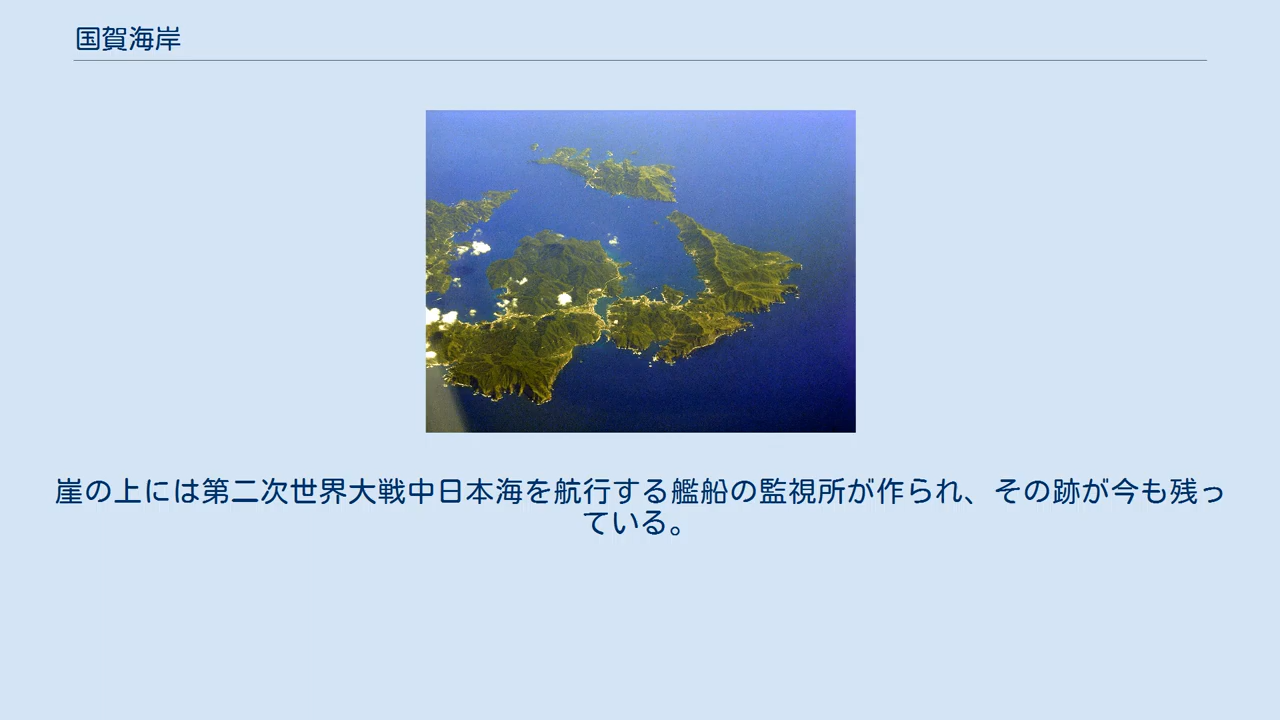 国賀海岸
崖の上には第二次世界大戦中日本海を航行する艦船の監視所が作られ、その跡が今も残っ
ている。